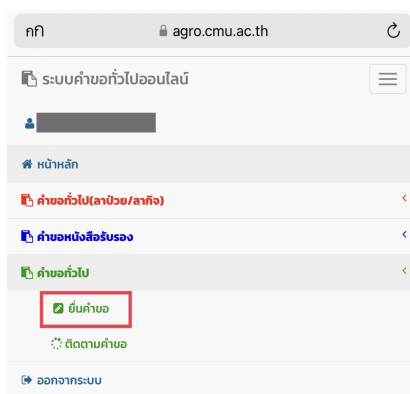 กก agro.cmu.ac.th
ระบบคำขอทั่วไปออนไลน์
หน้าหลัก
คำขอทั่วไป(ลาป่วย/ลากิจ)
คำขอหนังสือรับรอง
คำขอทั่วไป
ยื่นคำขอ
ติดตามคำขอ
ออกจากระบบ